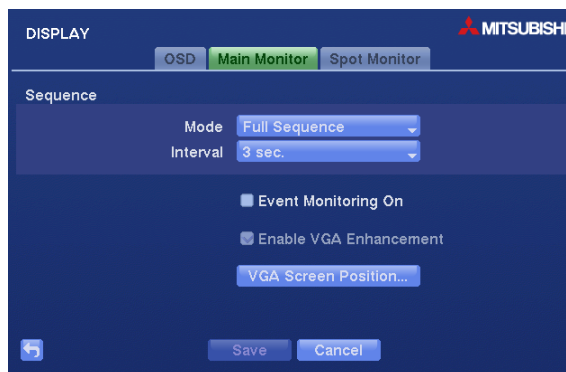 DISPLAY
MITSUBISHI
OSD Main Monitor Spot Monitor
Sequence
Mode Full Sequence
Interval 3 sec.
Event Monitoring On
Enable VGA Enhancement
VGA Screen Position...
Save Cancel